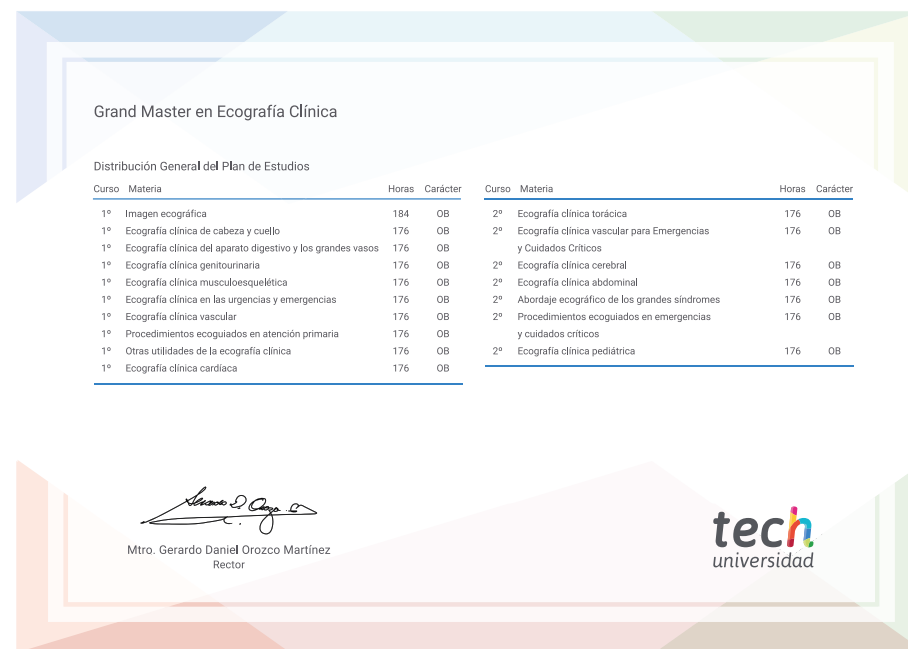 Grand Master en Ecografía Clínica
Distribución General del Plan de Estudios
Curso Materia Horas Carácter
1º Imagen ecográfica 184 OB
1º Ecografía clínica de cabeza y cuello 176 OB
1º Ecografía clínica del aparato digestivo y los grandes vasos 176 OB
1º Ecografía clínica genitourinaria 176 OB
1º Ecografía clínica musculoesquelética 176 OB
1º Ecografía clínica en las urgencias y emergencias 176 OB
1º Ecografía clínica vascular 176 OB
1º Procedimientos ecoguiados en atención primaria 176 OB
1º Otras utilidades de la ecografía clínica 176 OB
1º Ecografía clínica cardíaca 176 OB
Curso Materia Horas Carácter
2º Ecografía clínica torácica 176 OB
2º Ecografía clínica vascular para Emergencias 176 OB
y Cuidados Críticos
2º Ecografía clínica cerebral 176 OB
2º Ecografía clínica abdominal 176 OB
2º Abordaje ecográfico de los grandes síndromes 176 OB
2º Procedimientos ecoguiados en emergencias 176 OB
y cuidados críticos
2º Ecografía clínica pediátrica 176 OB
Mtro. Gerardo Daniel Orozco Martínez
Rector
tech
universidad